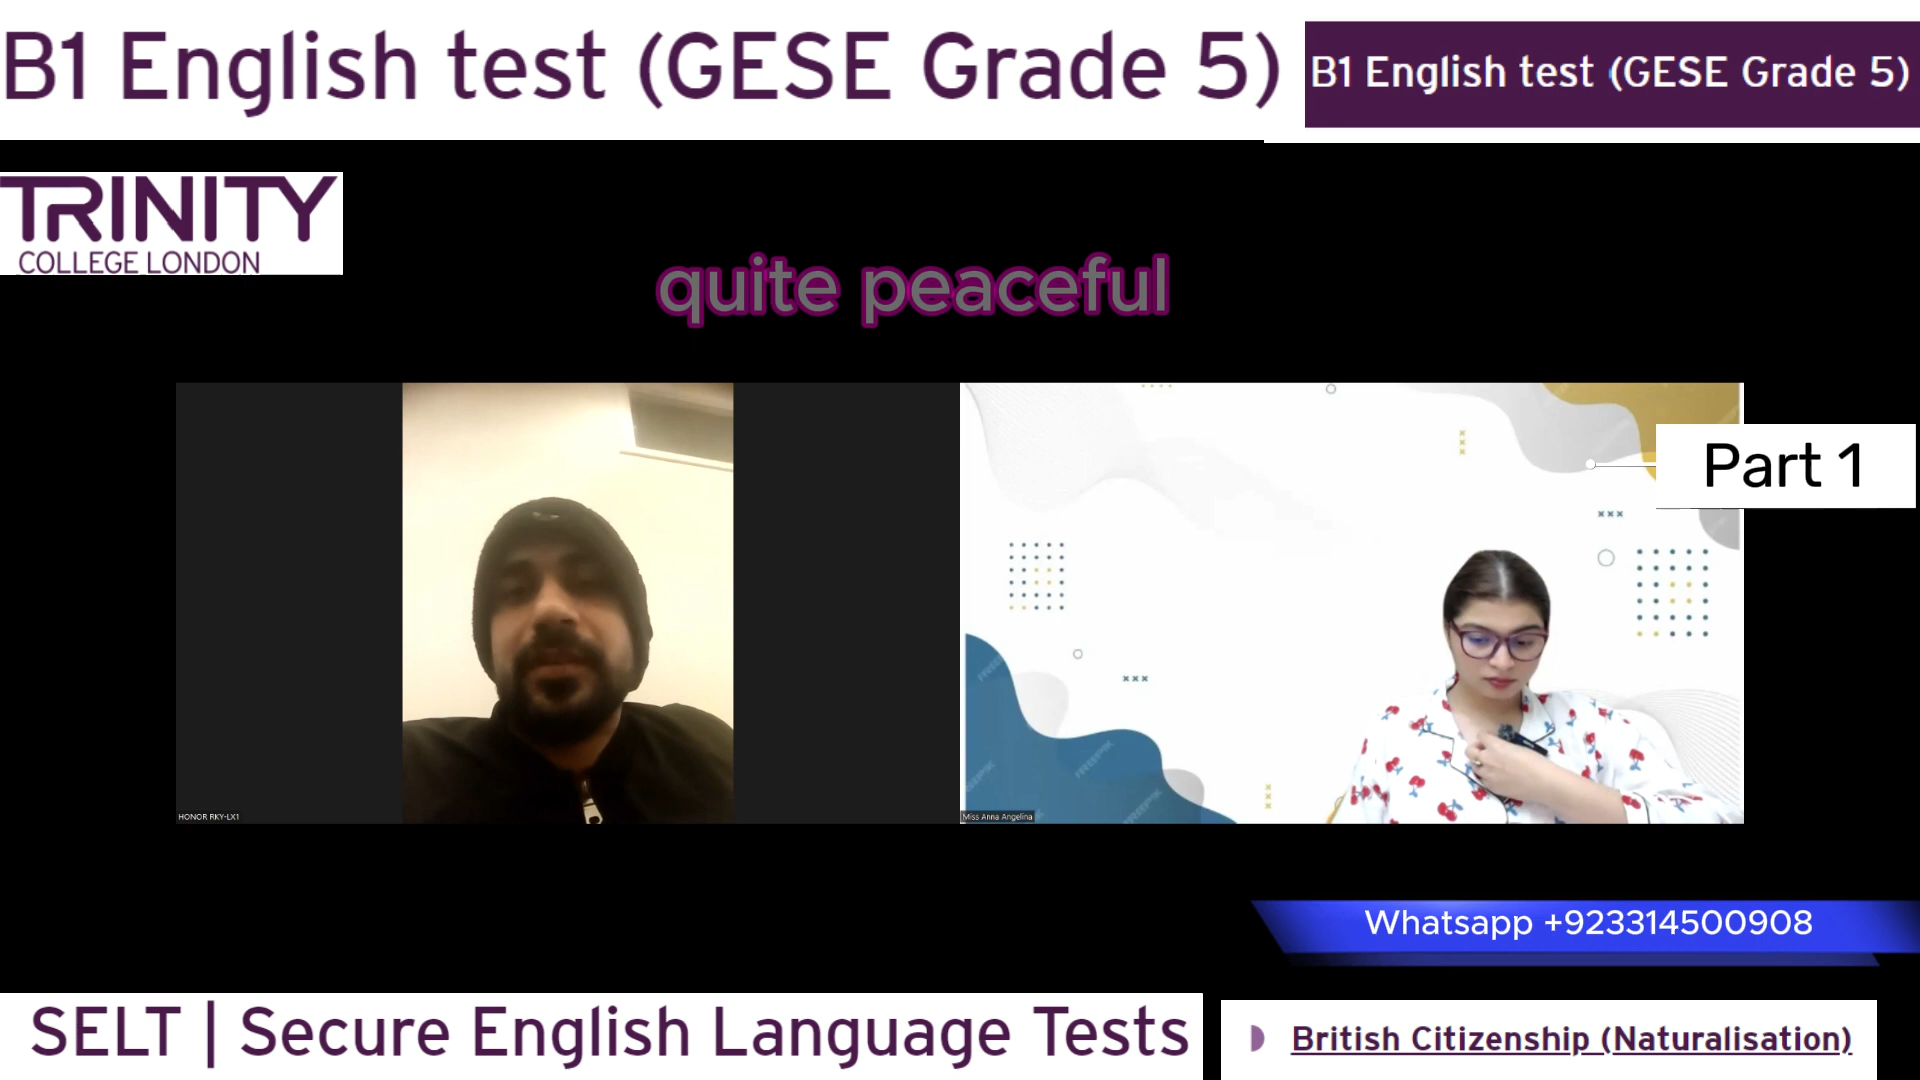 B1 English test (GESE Grade 5)
B1 English test (GESE Grade 5)
TRINITY
COLLEGE LONDON
quite peaceful
Part 1
HONOR RKY-LX1
Miss Anna Angelina
Whatsapp +923314500908
SELT | Secure English Language Tests
British Citizenship (Naturalisation)